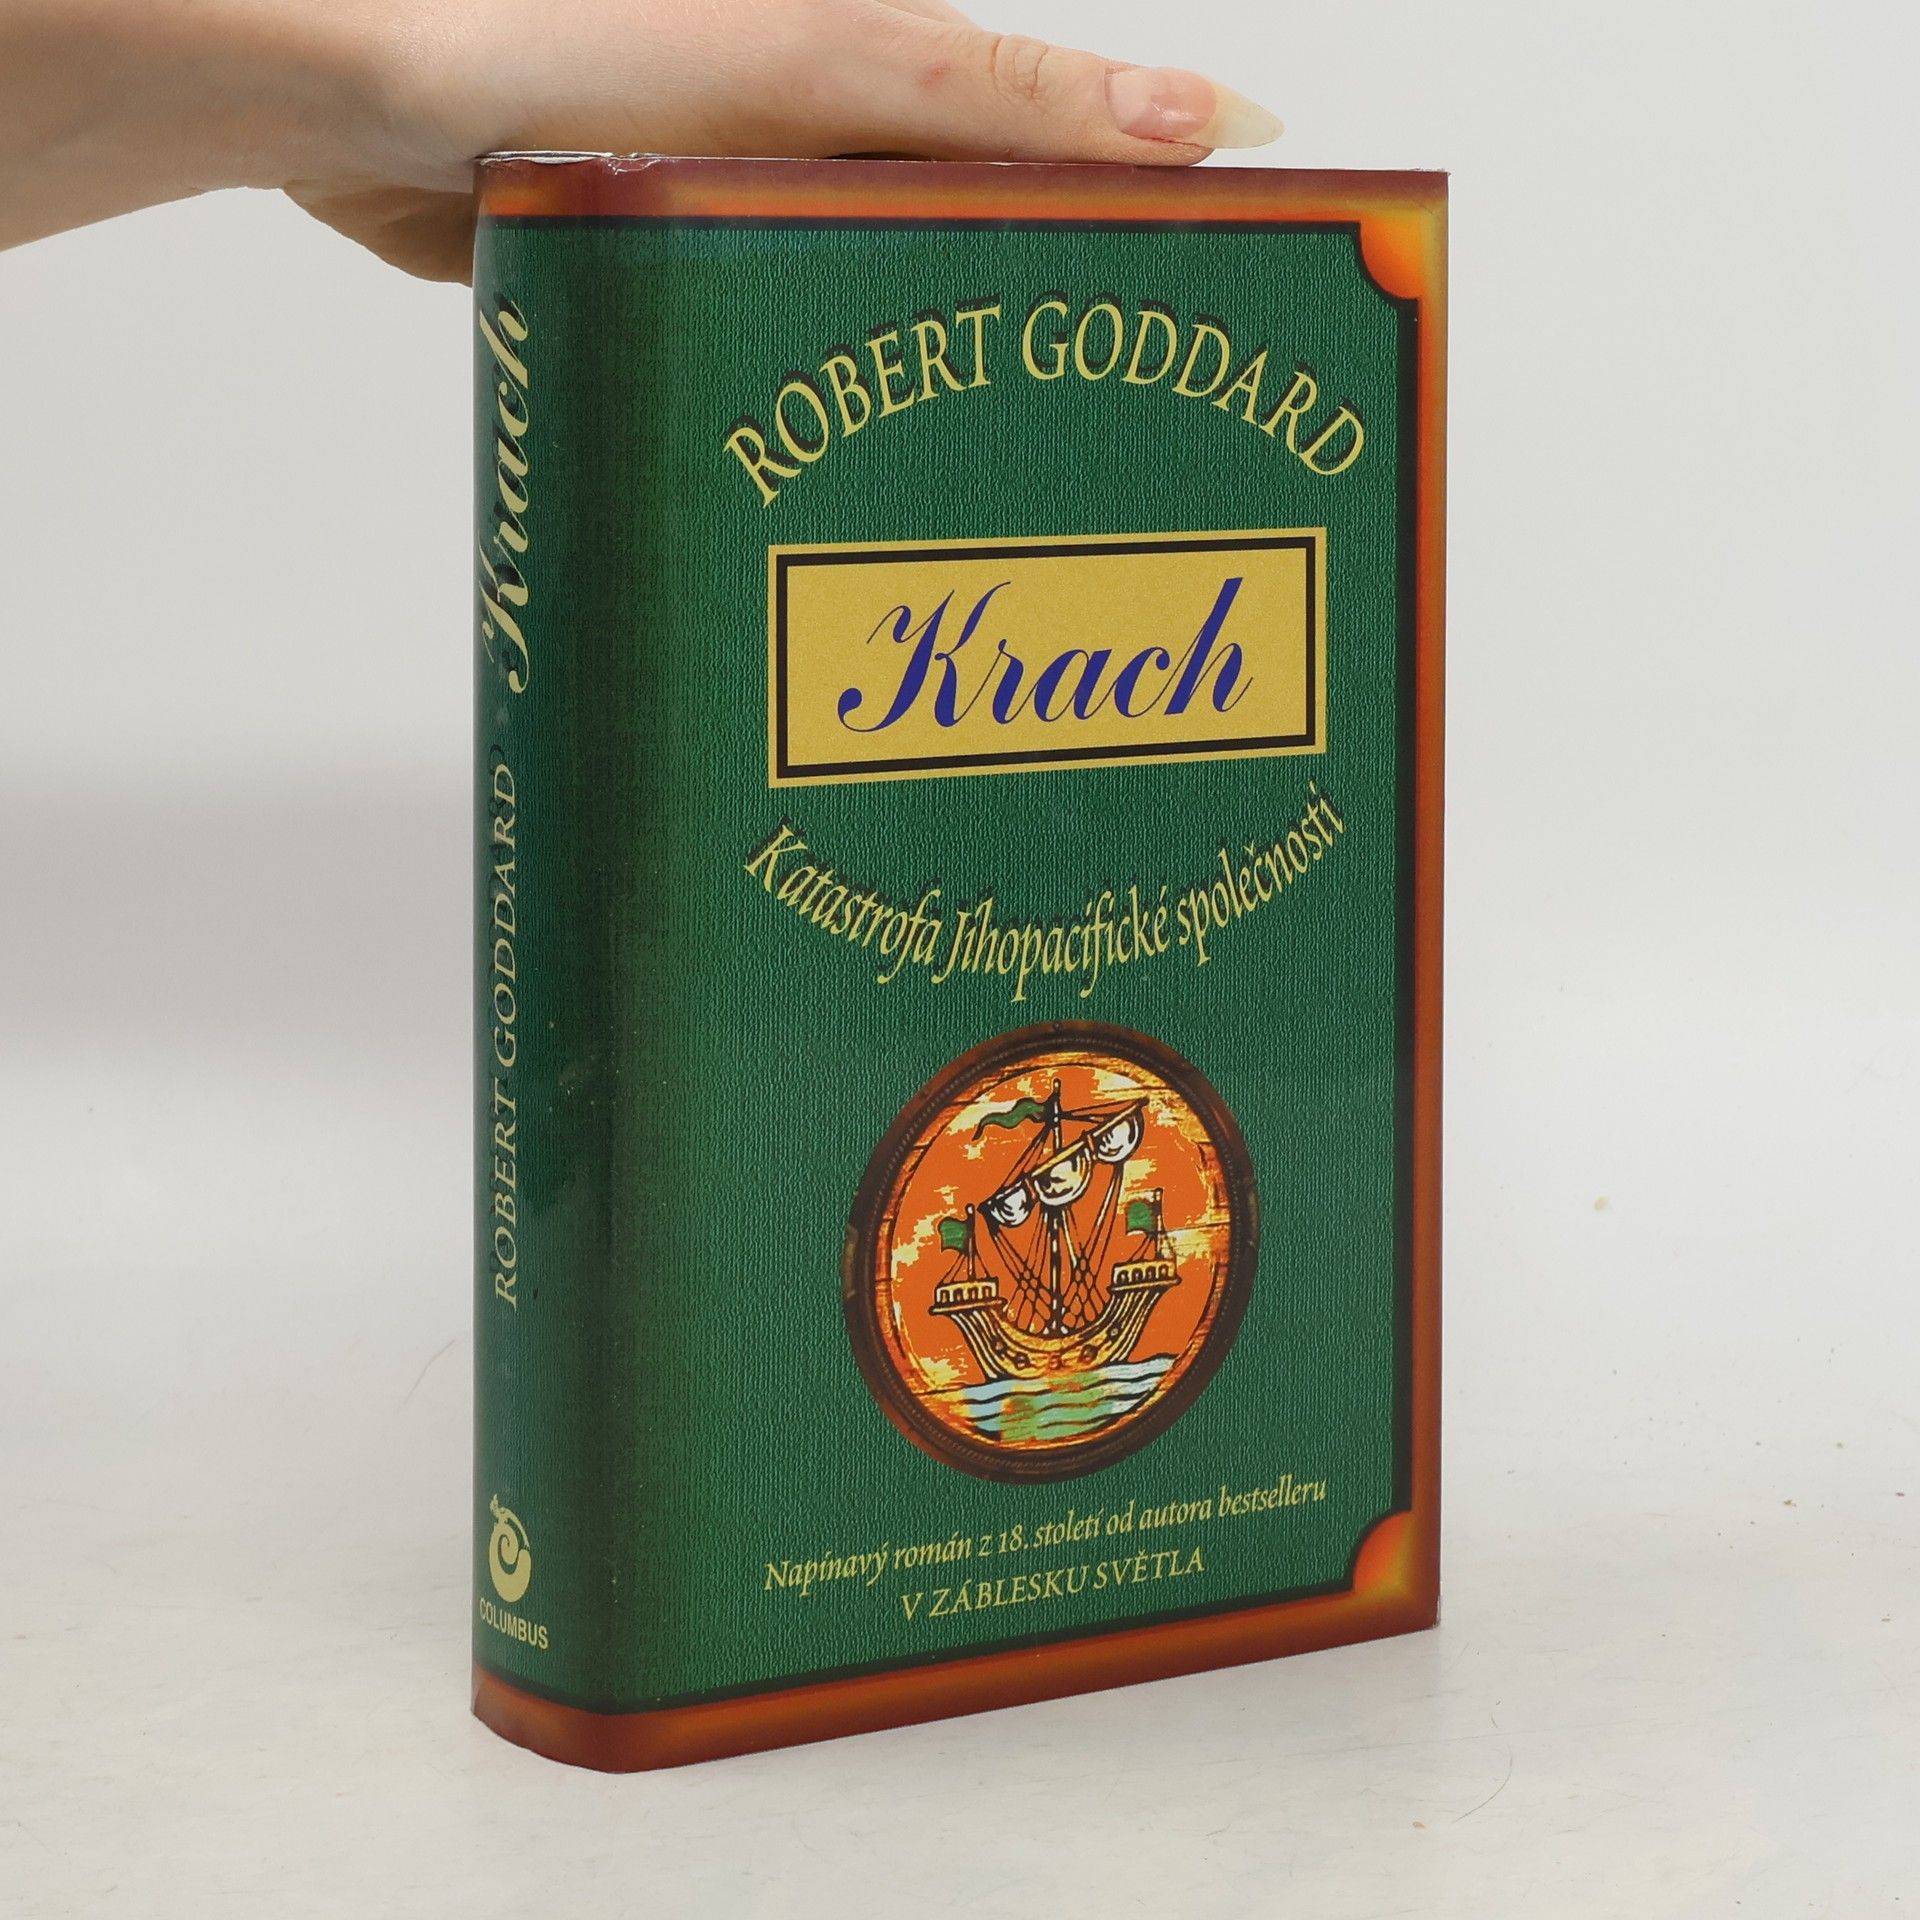 Krach
ROBERT GODDARD
COLUMBUS
ROBERT GODDARD
Krach
Katastrofa Jihopacifické společnosti
Napínavý román z 18. století od autora bestselleru
V ZÁBLESKU SVĚTLA